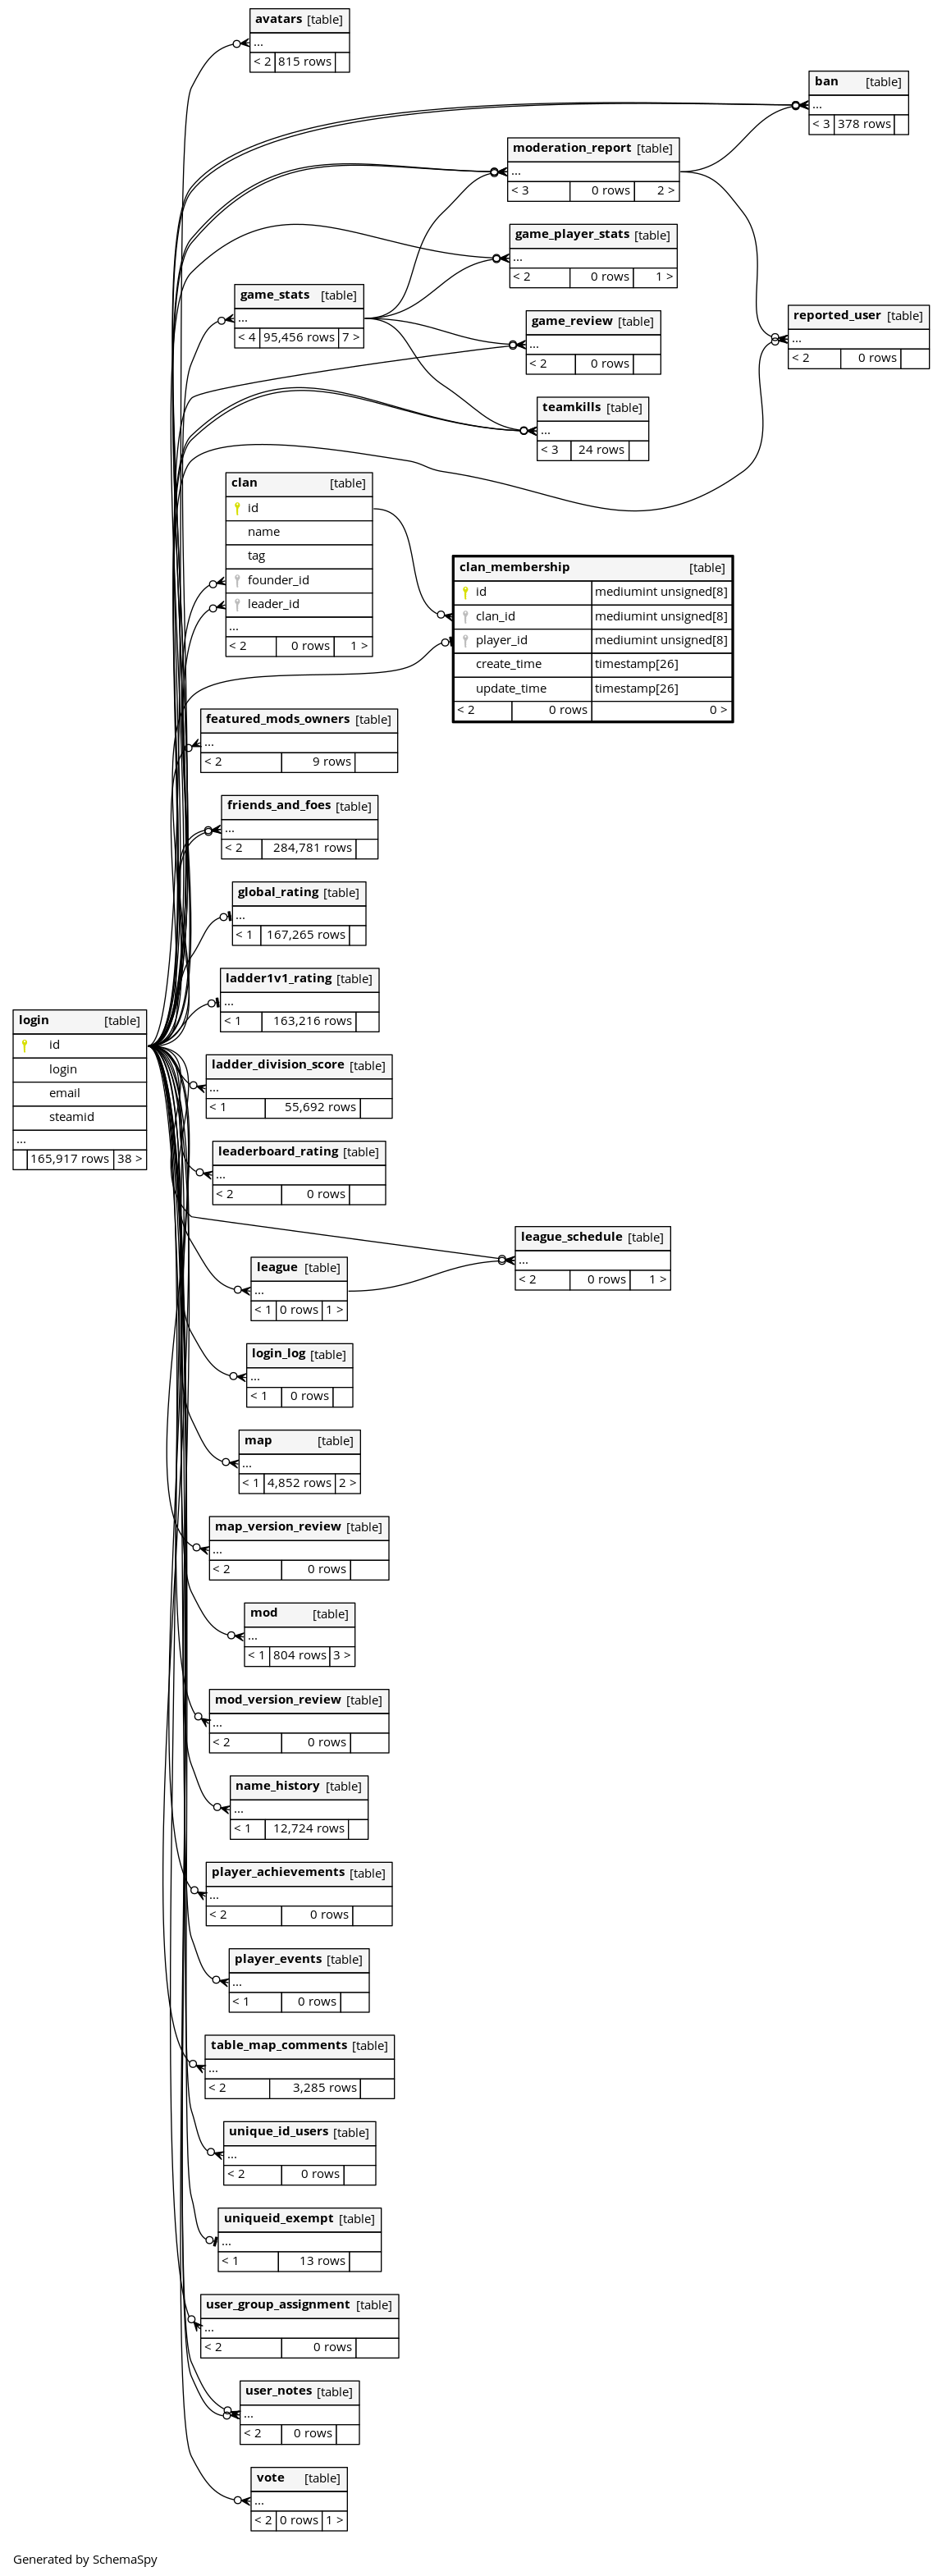 avatars [table]
...
< 2 815 rows
ban [table]
...
< 3 378 rows
moderation_report [table]
...
< 3 0 rows 2 >
game_player_stats [table]
...
< 2 0 rows 1 >
game_stats [table]
...
< 4 95,456 rows 7 >
game_review [table]
...
< 2 0 rows
reported_user [table]
...
< 2 0 rows
teamkills [table]
...
< 3 24 rows
clan [table]
id
name
tag
founder_id
leader_id
...
< 2 0 rows 1 >
clan_membership [table]
id mediumint unsigned[8]
clan_id mediumint unsigned[8]
player_id mediumint unsigned[8]
create_time timestamp[26]
update_time timestamp[26]
< 2 0 rows 0 >
featured_mods_owners [table]
...
< 2 9 rows
friends_and_foes [table]
...
< 2 284,781 rows
global_rating [table]
...
< 1 167,265 rows
ladder1v1_rating [table]
...
< 1 163,216 rows
login [table]
id
login
email
steamid
...
165,917 rows 38 >
ladder_division_score [table]
...
< 1 55,692 rows
leaderboard_rating [table]
...
< 2 0 rows
league_schedule [table]
...
< 2 0 rows 1 >
league [table]
...
< 1 0 rows 1 >
login_log [table]
...
< 1 0 rows
map [table]
...
< 1 4,852 rows 2 >
map_version_review [table]
...
< 2 0 rows
mod [table]
...
< 1 804 rows 3 >
mod_version_review [table]
...
< 2 0 rows
name_history [table]
...
< 1 12,724 rows
player_achievements [table]
...
< 2 0 rows
player_events [table]
...
< 1 0 rows
table_map_comments [table]
...
< 2 3,285 rows
unique_id_users [table]
...
< 2 0 rows
uniqueid_exempt [table]
...
< 1 13 rows
user_group_assignment [table]
...
< 2 0 rows
user_notes [table]
...
< 2 0 rows
vote [table]
...
< 2 0 rows 1 >
Generated by SchemaSpy